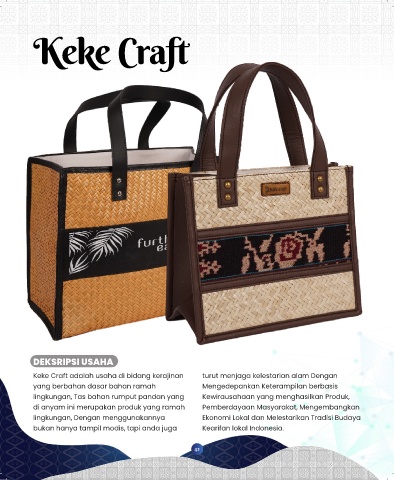 Keke Craft
furth
ea
DEKSRIPSI USAHA
Keke Craft adalah usaha di bidang kerajinan
yang berbahan dasar bahan ramah
lingkungan, Tas bahan rumput pandan yang
di anyam ini merupakan produk yang ramah
lingkungan, Dengan menggunakannya
bukan hanya tampil modis, tapi anda juga
turut menjaga kelestarian alam Dengan
Mengedepankan Keterampilan berbasis
Kewirausahaan yang menghasilkan Produk,
Pemberdayaan Masyarakat, Mengembangkan
Ekonomi Lokal dan Melestarikan Tradisi Budaya
Kearifan lokal Indonesia.